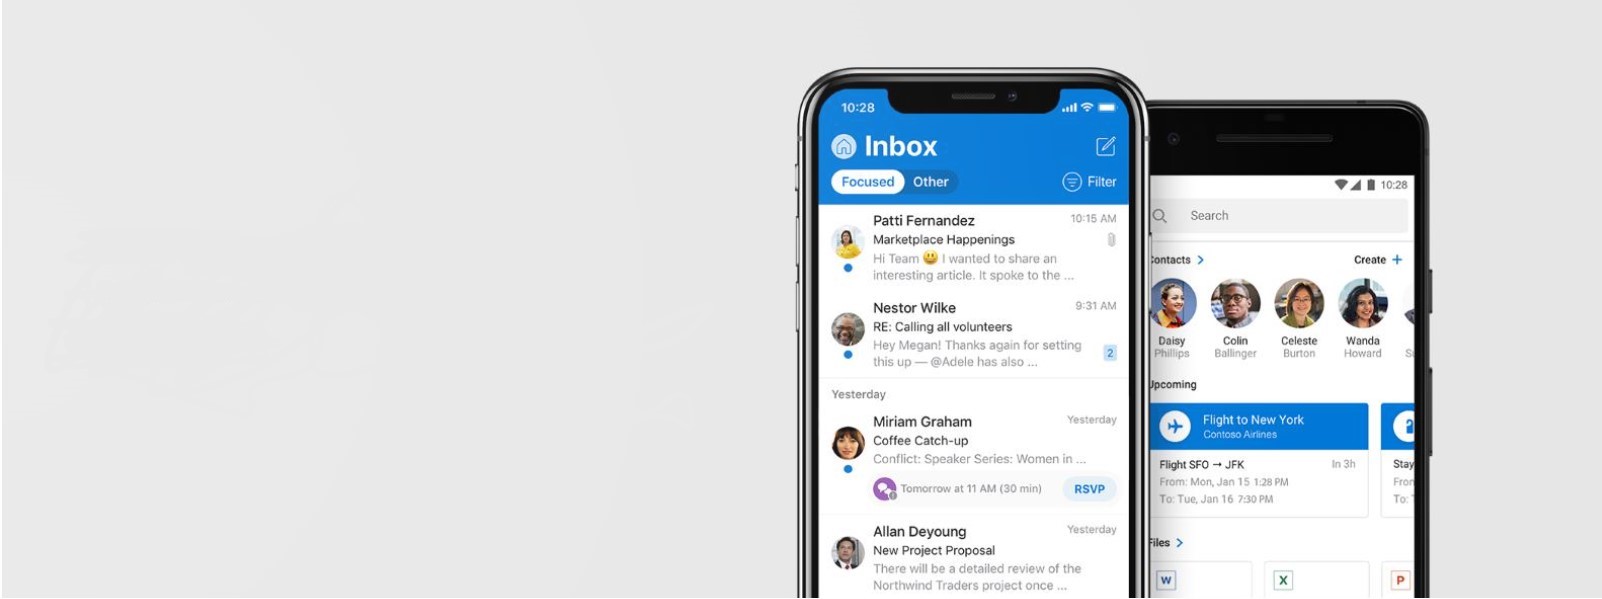 10:28
Inbox
Focused Other Filter
Patti Fernandez 10:15 AM
Marketplace Happenings
Hi Team 😃 I wanted to share an
interesting article. It spoke to the ...
Nestor Wilke 9:31 AM
RE: Calling all volunteers
Hey Megan! Thanks again for setting 2
this up — @Adele has also ...
Yesterday
Miriam Graham Yesterday
Coffee Catch-up
Conflict: Speaker Series: Women in ...
Tomorrow at 11 AM (30 min) RSVP
Allan Deyoung Yesterday
New Project Proposal
There will be a detailed review of the
Northwind Traders project once ...
10:28
Search
ontacts Create +
Daisy Colin Celeste Wanda
Phillips Ballinger Burton Howard
Upcoming
Flight to New York
Contoso Airlines
Flight SFO → JFK In 3h Stay
From: Mon, Jan 15 1:28 PM Fron
To: Tue, Jan 16 7:30 PM To:
Files
W X P